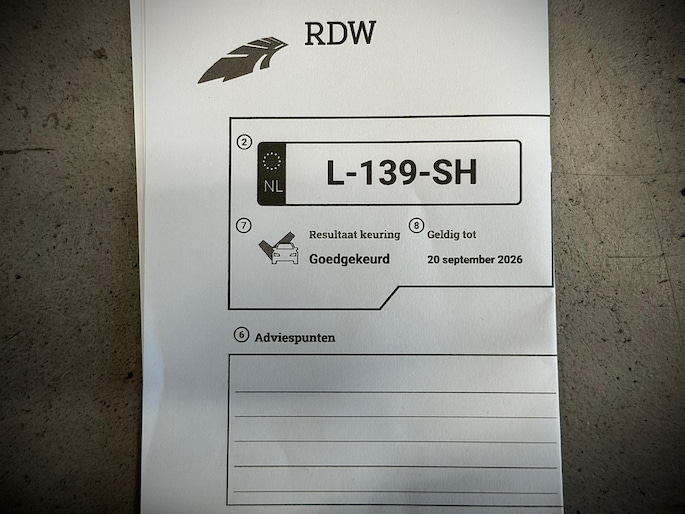 RDW
2
NL
L-139-SH
7
Resultaat keuring
Goedgekeurd
8
Geldig tot
20 september 2026
6 Adviespunten